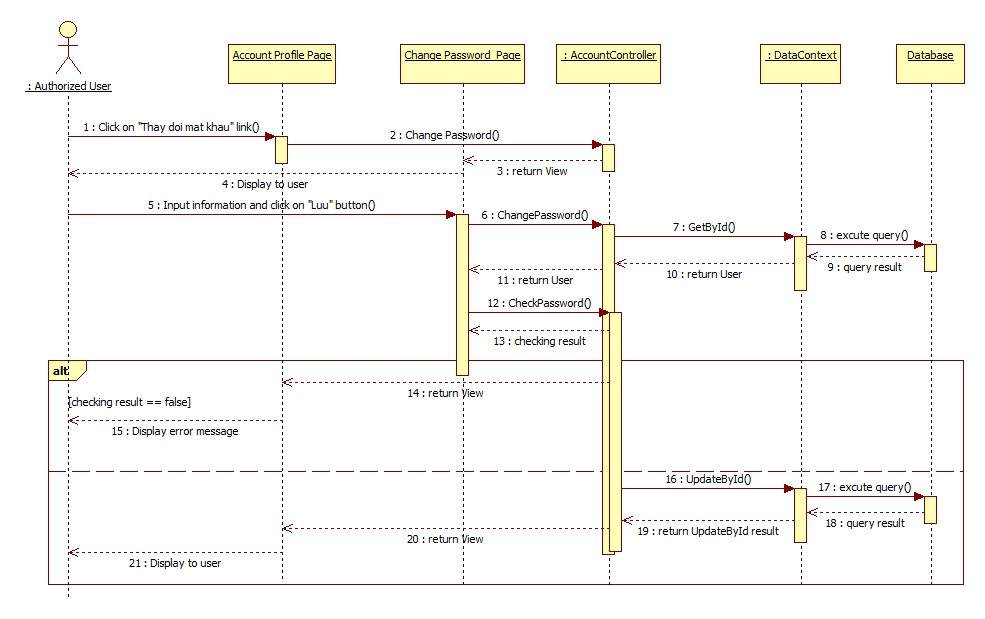 : Authorized User
Account Profile Page
Change Password Page
: AccountController
: DataContext
Database
1 : Click on "Thay doi mat khau" link()
2 : Change Password()
3 : return View
4 : Display to user
5 : Input information and click on "Luu" button()
6 : ChangePassword()
7 : GetById()
8 : excute query()
9 : query result
10 : return User
11 : return User
12 : CheckPassword()
13 : checking result
alt
14 : return View
[checking result == false]
15 : Display error message
16 : UpdateById()
17 : excute query()
18 : query result
19 : return UpdateById result
20 : return View
21 : Display to user